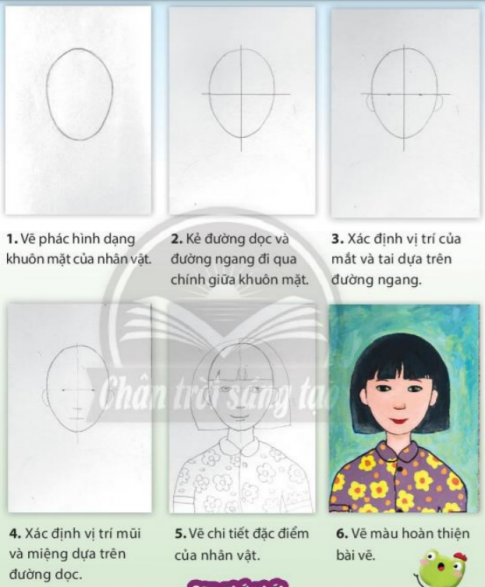 1. Vẽ phác hình dạng
khuôn mặt của nhân vật.
2. Kẻ đường dọc và
đường ngang đi qua
chính giữa khuôn mặt.
3. Xác định vị trí của
mắt và tai dựa trên
đường ngang.
Chân trời sáng tạo
4. Xác định vị trí mũi
và miệng dựa trên
đường dọc.
5. Vẽ chi tiết đặc điểm
của nhân vật.
6. Vẽ màu hoàn thiện
bài vẽ.